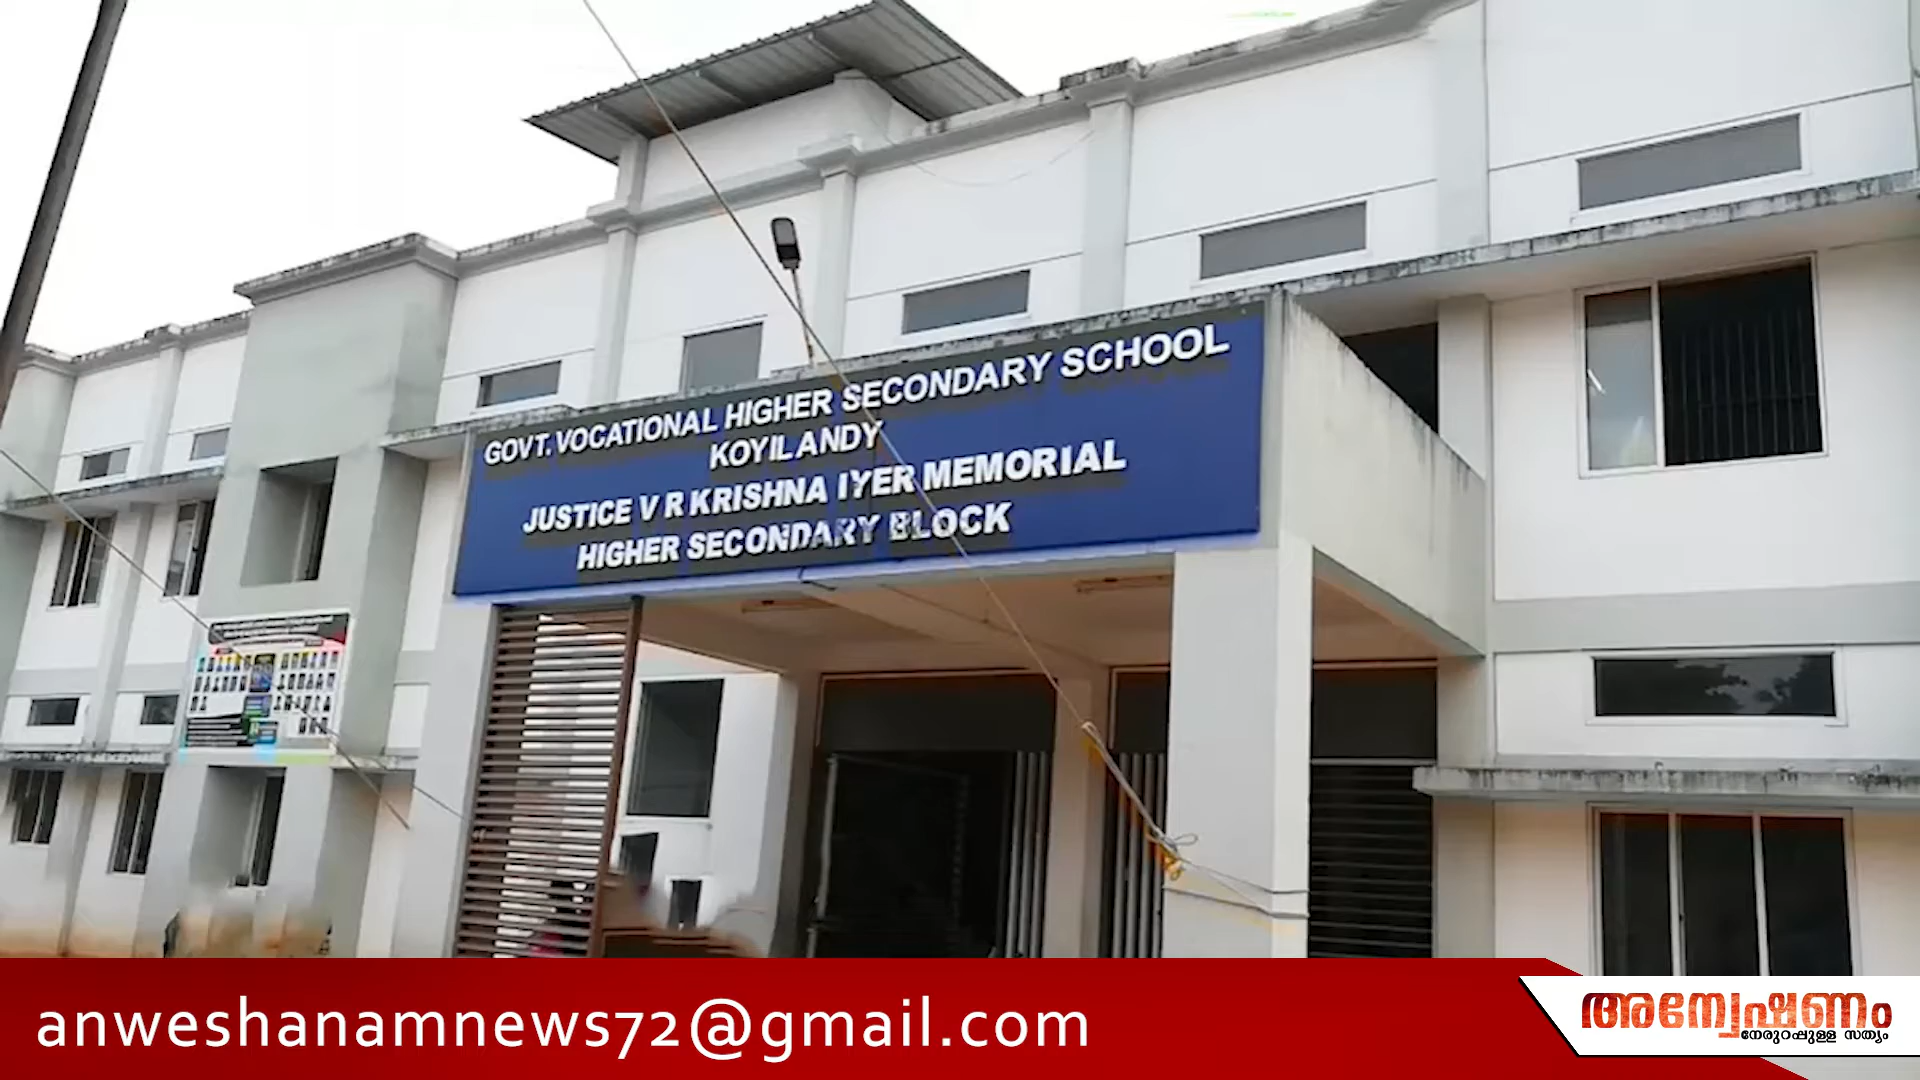 GOVT. VOCATIONAL HIGHER SECONDARY SCHOOL
KOYILANDY
JUSTICE V R KRISHNA IYER MEMORIAL
HIGHER SECONDARY BLOCK
anweshanamnews72@gmail.com
അന്വേഷണം
നേരുറപ്പുള്ള സത്യം